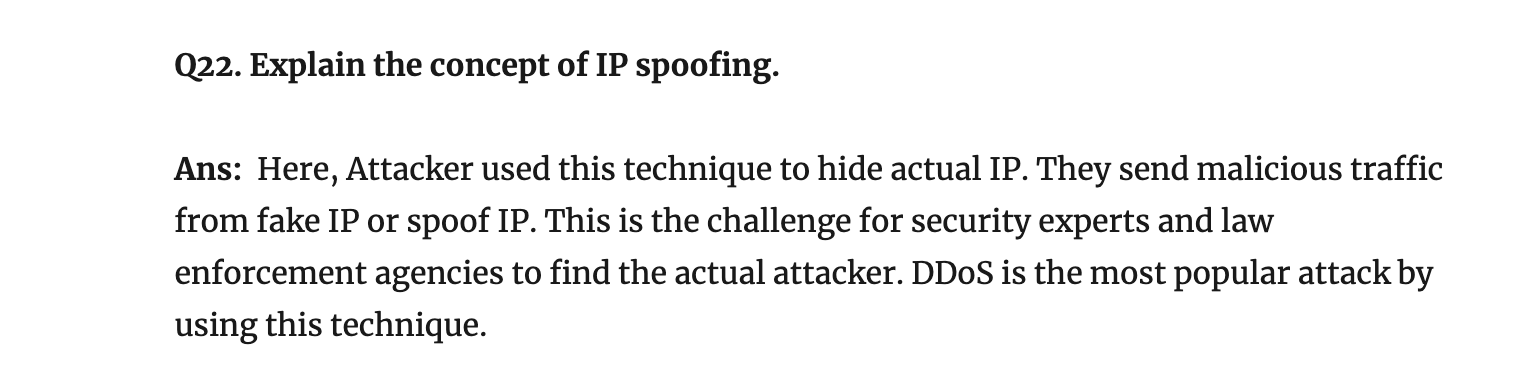 Q22. Explain the concept of IP spoofing.
Ans: Here, Attacker used this technique to hide actual IP. They send malicious traffic
from fake IP or spoof IP. This is the challenge for security experts and law
enforcement agencies to find the actual attacker. DDoS is the most popular attack by
using this technique.